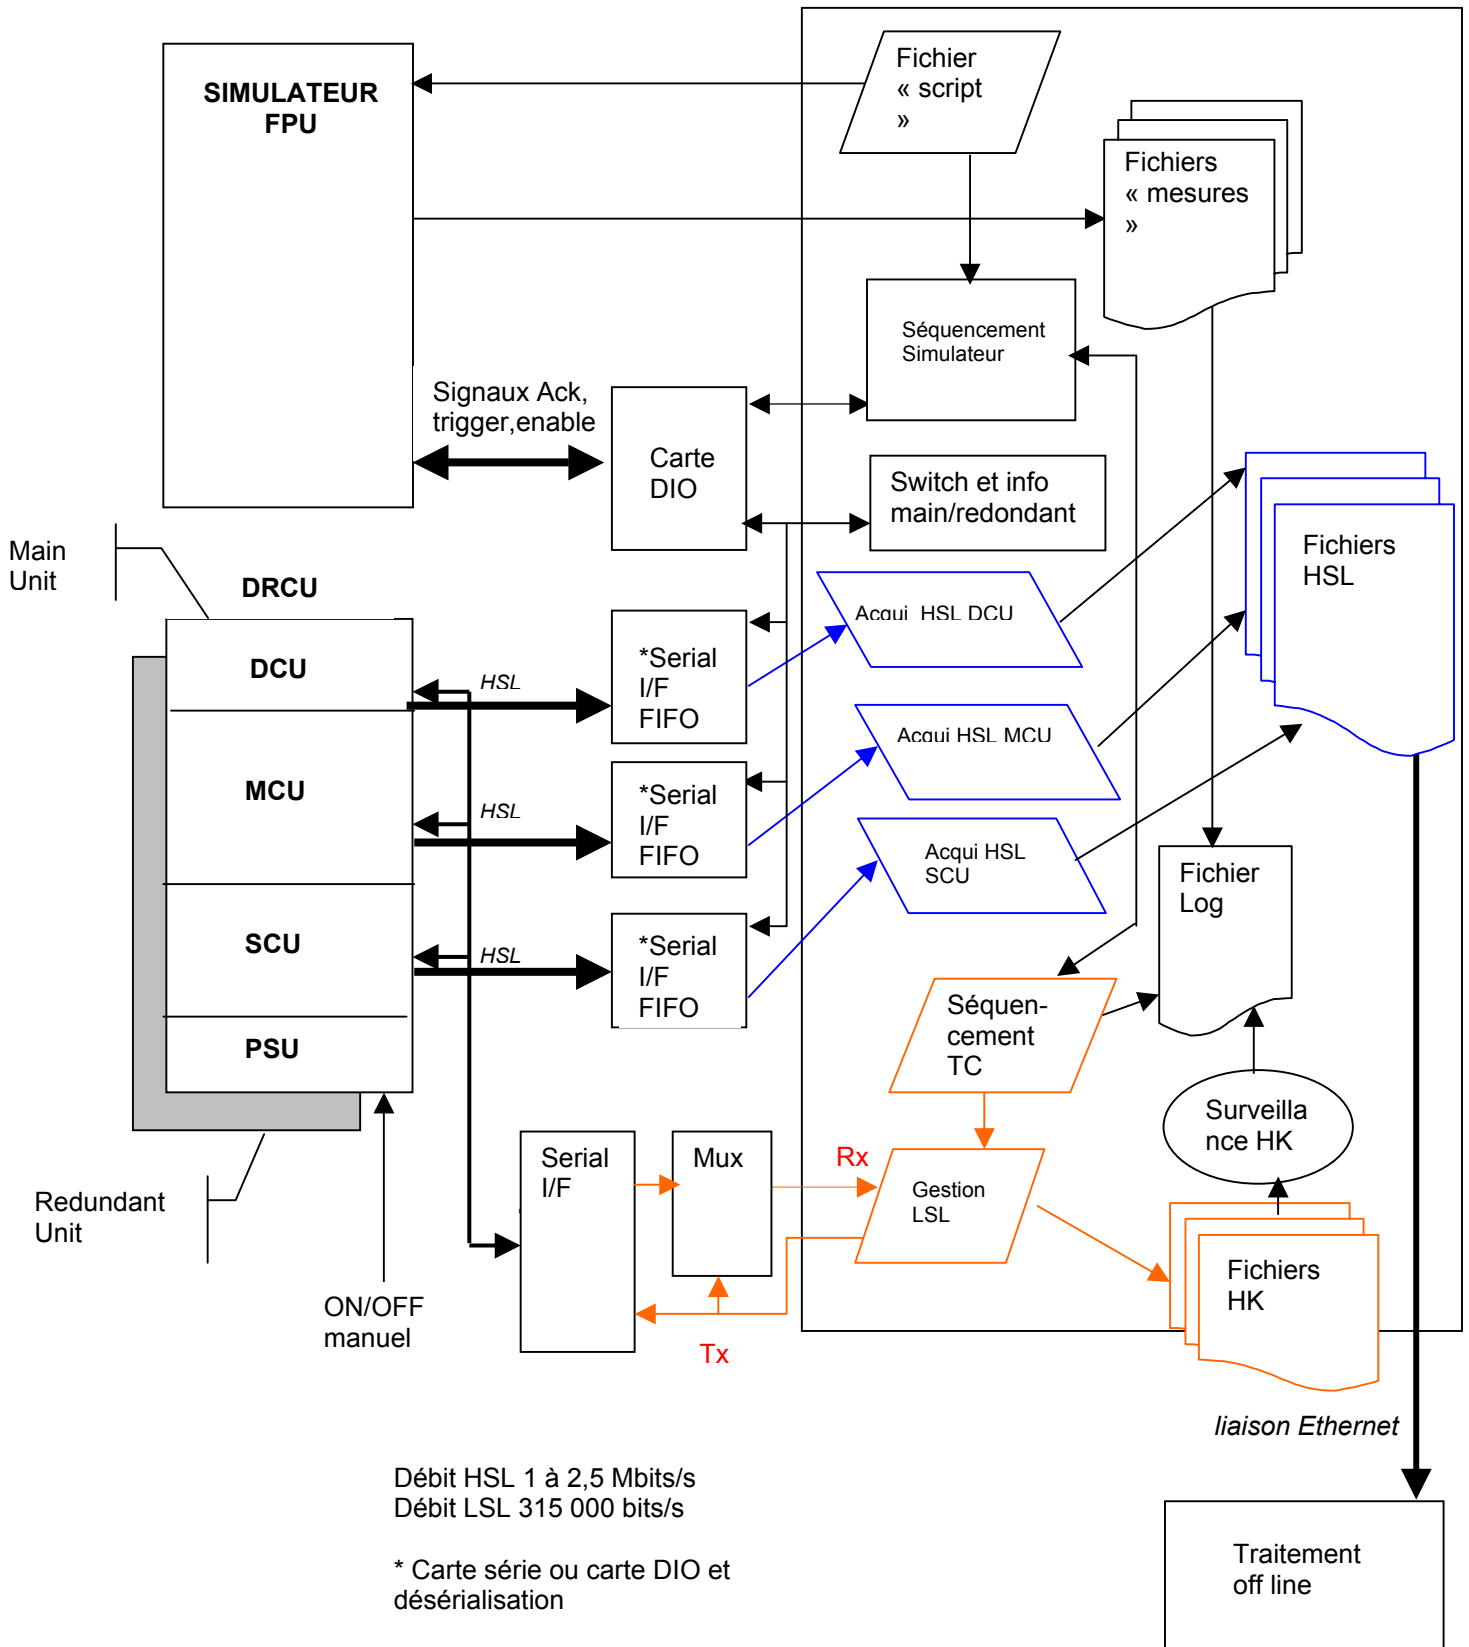 SIMULATEUR
FPU
Fichier
« script
»
Fichiers
« mesures
»
Séquencement
Simulateur
Signaux Ack,
trigger,enable
Carte
DIO
Switch et info
main/redondant
Main
Unit
DRCU
DCU
MCU
SCU
PSU
HSL
HSL
HSL
*Serial
I/F
FIFO
*Serial
I/F
FIFO
*Serial
I/F
FIFO
Acqui HSL DCU
Acqui HSL MCU
Acqui HSL
SCU
Fichiers
HSL
Fichier
Log
Séquen-
cement
TC
Surveilla
nce HK
Redundant
Unit
ON/OFF
manuel
Serial
I/F
Mux
Rx
Tx
Gestion
LSL
Fichiers
HK
liaison Ethernet
Débit HSL 1 à 2,5 Mbits/s
Débit LSL 315 000 bits/s
* Carte série ou carte DIO et
désérialisation
Traitement
off line